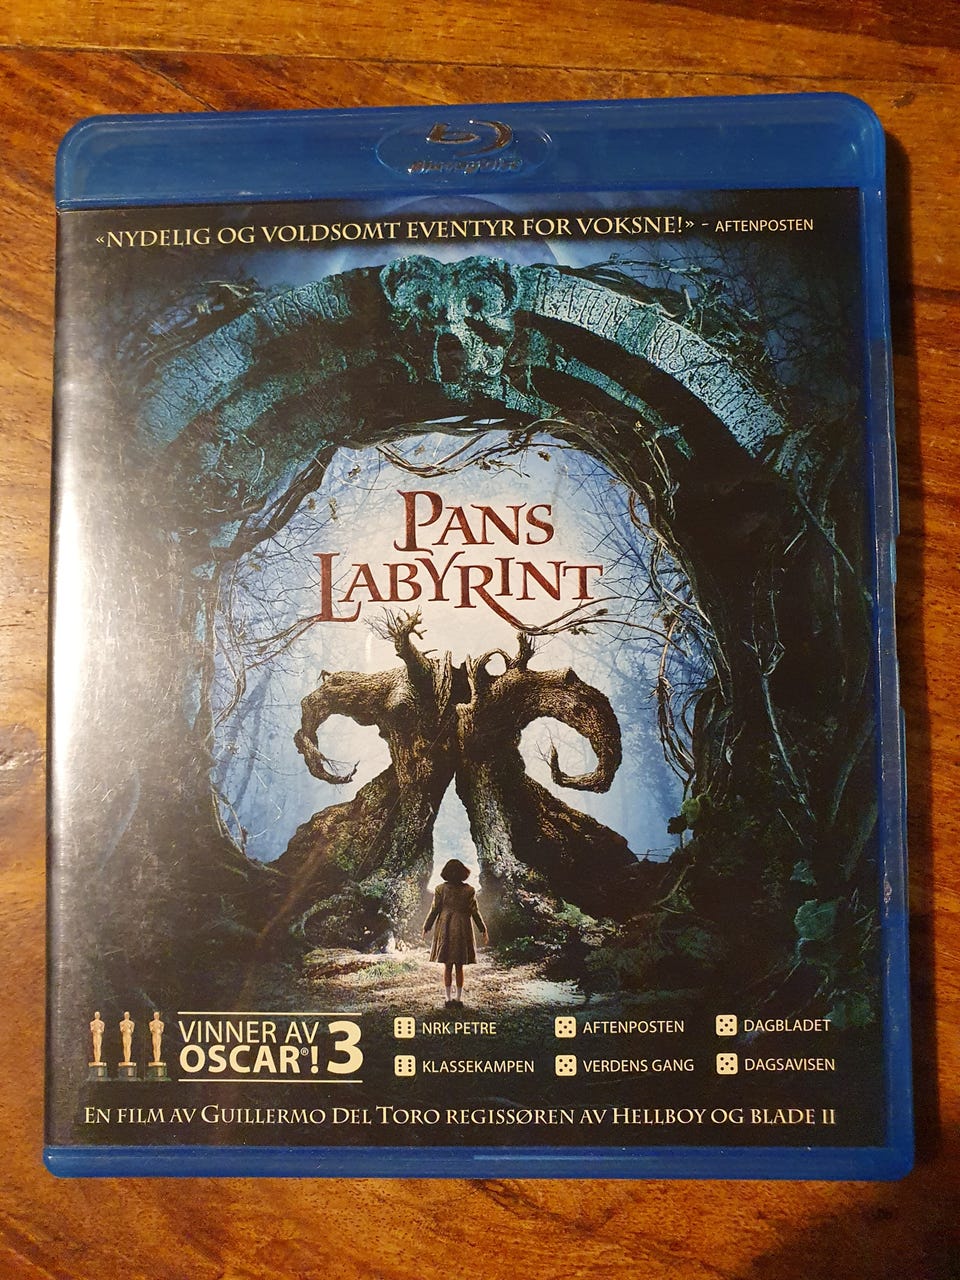 «NYDELIG OG VOLDSOMT EVENTYR FOR VOKSNE!» - AFTENPOSTEN
PANS
LABYRINT
VINNER AV
OSCAR®! 3
NRK PETRE
AFTENPOSTEN
DAGBLADET
KLASSEKAMPEN
VERDENS GANG
DAGSAVISEN
EN FILM AV GUILLERMO DEL TORO REGISSØREN AV HELLBOY OG BLADE II